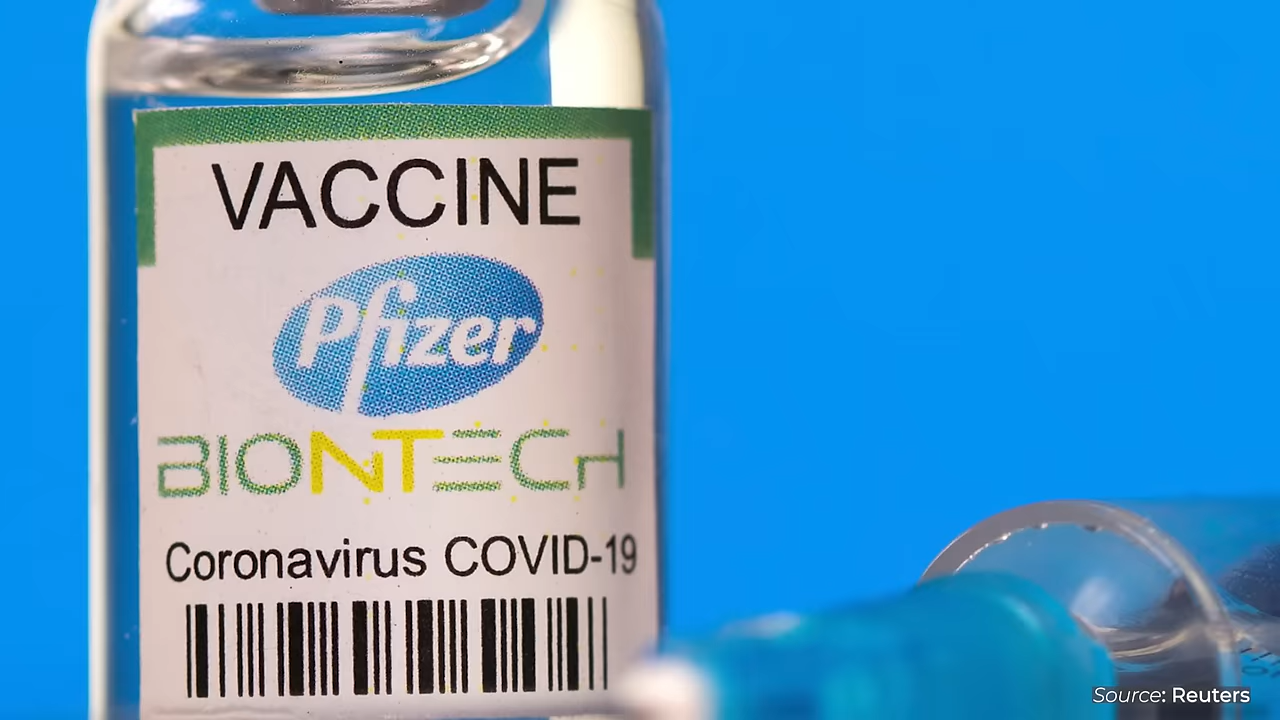 VACCINE
Pfizer
BIONTECH
Coronavirus COVID-19
Source: Reuters